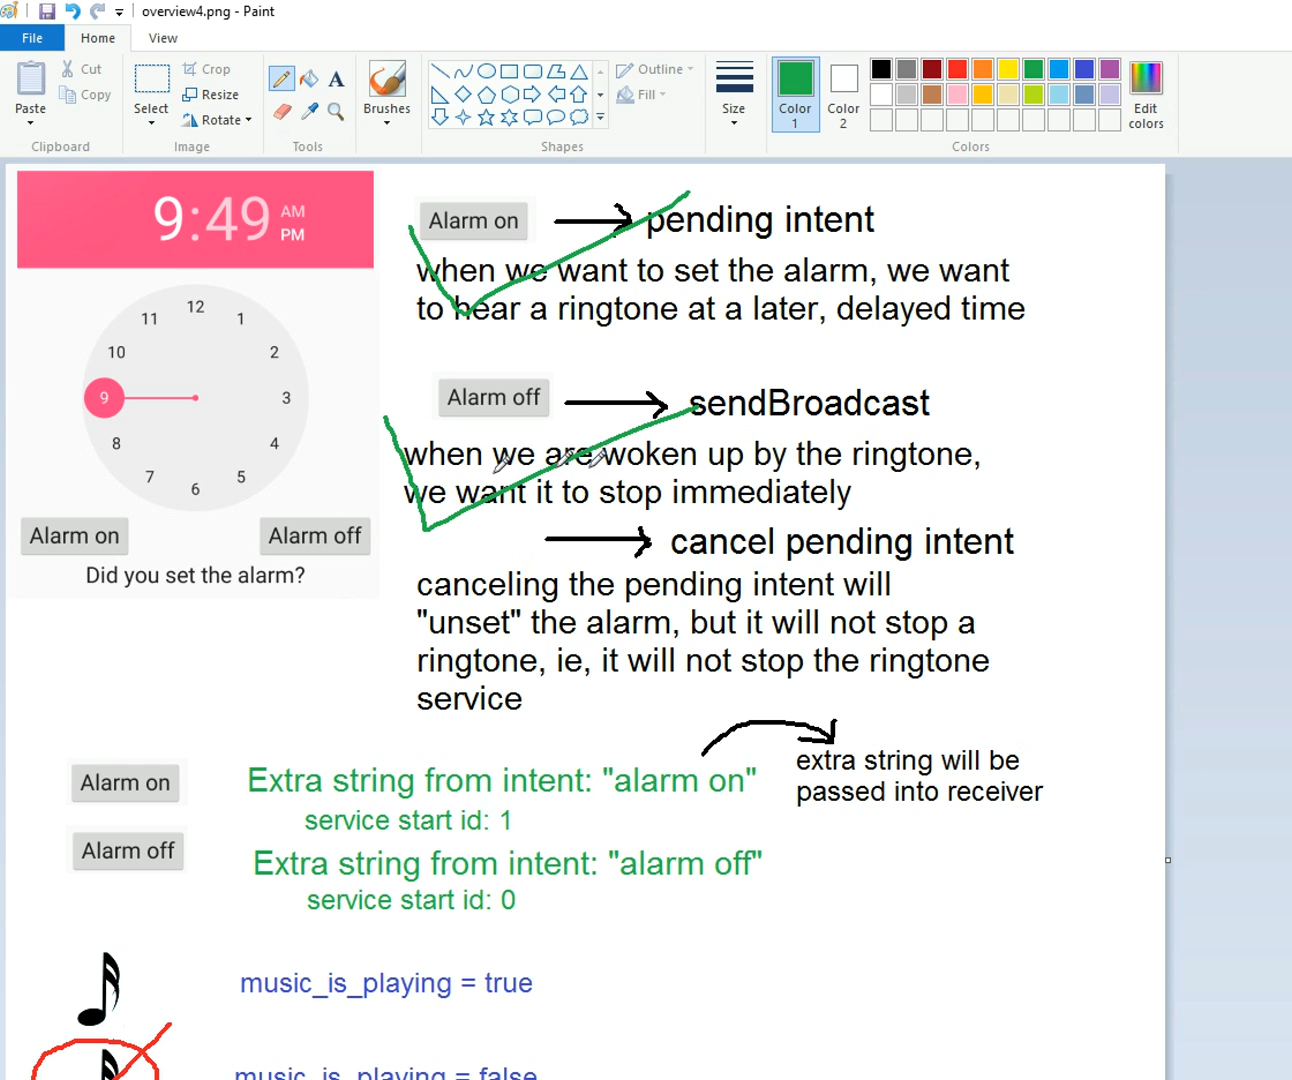 overview4.png - Paint
File Home View
Paste
Cut
Copy
Clipboard
Select
Crop
Resize
Rotate
Image
A
Tools
Brushes
Shapes
Outline
Fill
Size
Color 1
Color 2
Edit colors
Colors
9:49 AM PM
12
11 1
10 2
9 3
8 4
7 5
6
Alarm on Alarm off
Did you set the alarm?
Alarm on pending intent
when we want to set the alarm, we want
to hear a ringtone at a later, delayed time
Alarm off sendBroadcast
when we are woken up by the ringtone,
we want it to stop immediately
cancel pending intent
canceling the pending intent will
"unset" the alarm, but it will not stop a
ringtone, ie, it will not stop the ringtone
service
extra string will be
passed into receiver
Alarm on Extra string from intent: "alarm on"
service start id: 1
Alarm off Extra string from intent: "alarm off"
service start id: 0
music_is_playing = true
music_is_playing = false